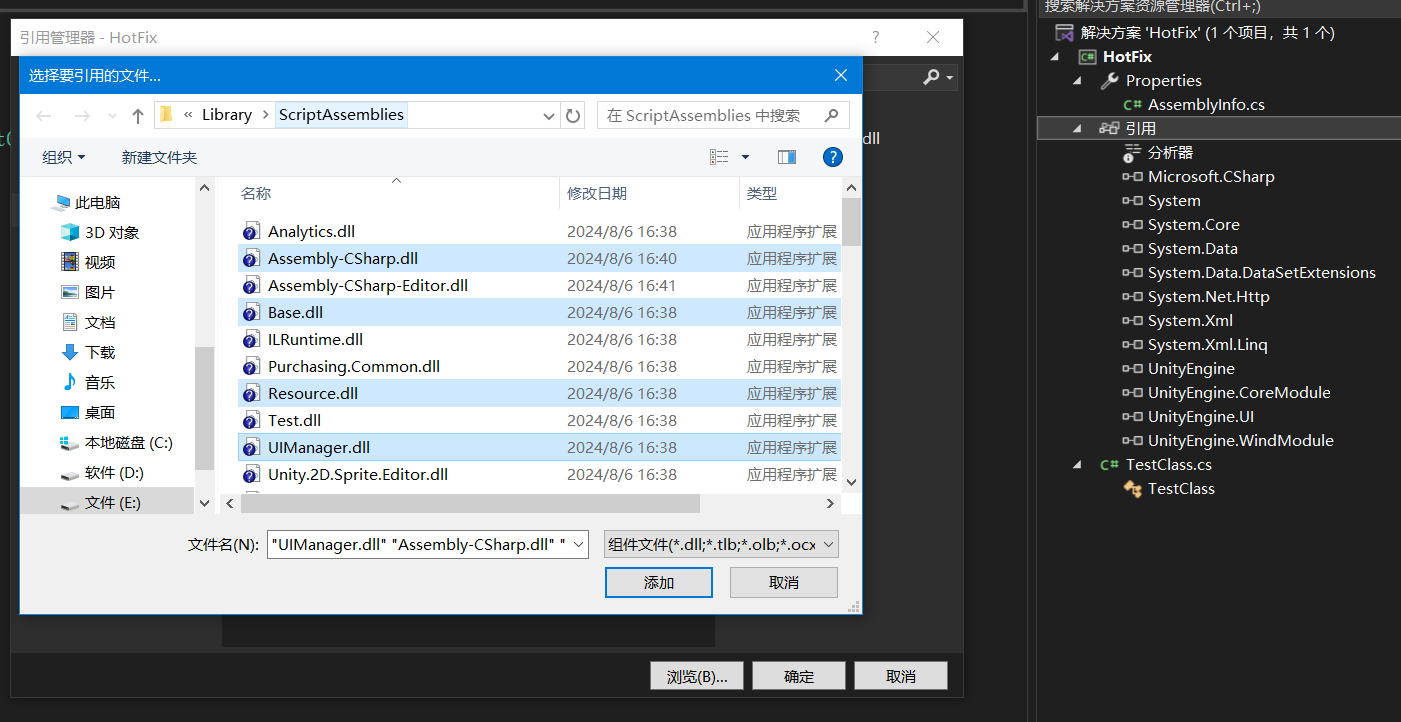 搜索解决方案资源管理器(Ctrl+;)
引用管理器 - HotFix
?
解决方案 'HotFix' (1 个项目，共 1 个)
HotFix
Properties
C# AssemblyInfo.cs
引用
分析器
Microsoft.CSharp
System
System.Core
System.Data
System.Data.DataSetExtensions
System.Net.Http
System.Xml
System.Xml.Linq
UnityEngine
UnityEngine.CoreModule
UnityEngine.UI
UnityEngine.WindModule
C# TestClass.cs
TestClass
选择要引用的文件...
« Library › ScriptAssemblies
在 ScriptAssemblies 中搜索
dll
组织 新建文件夹
?
此电脑
3D 对象
视频
图片
文档
下载
音乐
桌面
本地磁盘 (C:)
软件 (D:)
文件 (E:)
名称 修改日期 类型
Analytics.dll 2024/8/6 16:38 应用程序扩展
Assembly-CSharp.dll 2024/8/6 16:40 应用程序扩展
Assembly-CSharp-Editor.dll 2024/8/6 16:41 应用程序扩展
Base.dll 2024/8/6 16:38 应用程序扩展
ILRuntime.dll 2024/8/6 16:38 应用程序扩展
Purchasing.Common.dll 2024/8/6 16:38 应用程序扩展
Resource.dll 2024/8/6 16:38 应用程序扩展
Test.dll 2024/8/6 16:38 应用程序扩展
UIManager.dll 2024/8/6 16:38 应用程序扩展
Unity.2D.Sprite.Editor.dll 2024/8/6 16:38 应用程序扩展
文件名(N): "UIManager.dll" "Assembly-CSharp.dll" "
组件文件(*.dll;*.tlb;*.olb;*.ocx
添加 取消
浏览(B)... 确定 取消